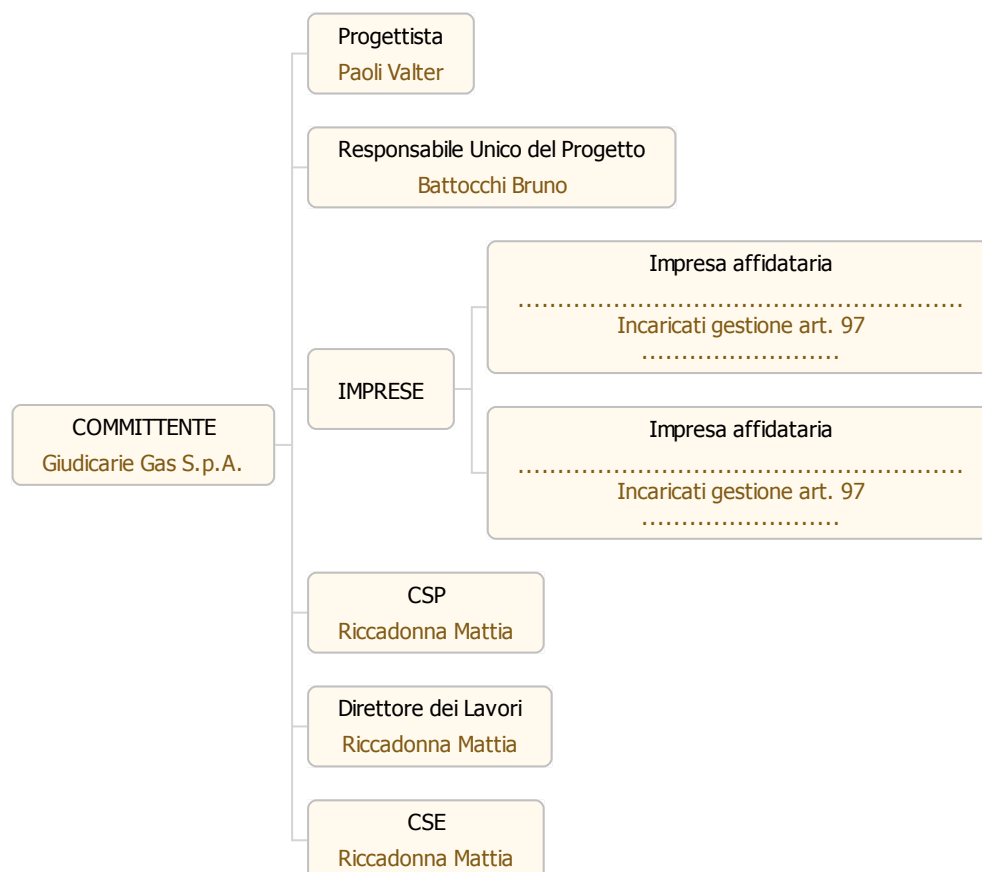 Progettista
Paoli Valter
Responsabile Unico del Progetto
Battocchi Bruno
Impresa affidataria
.........................................................
Incaricati gestione art. 97
.........................
IMPRESE
COMMITTENTE
Giudicarie Gas S.p.A.
Impresa affidataria
.........................................................
Incaricati gestione art. 97
.........................
CSP
Riccadonna Mattia
Direttore dei Lavori
Riccadonna Mattia
CSE
Riccadonna Mattia